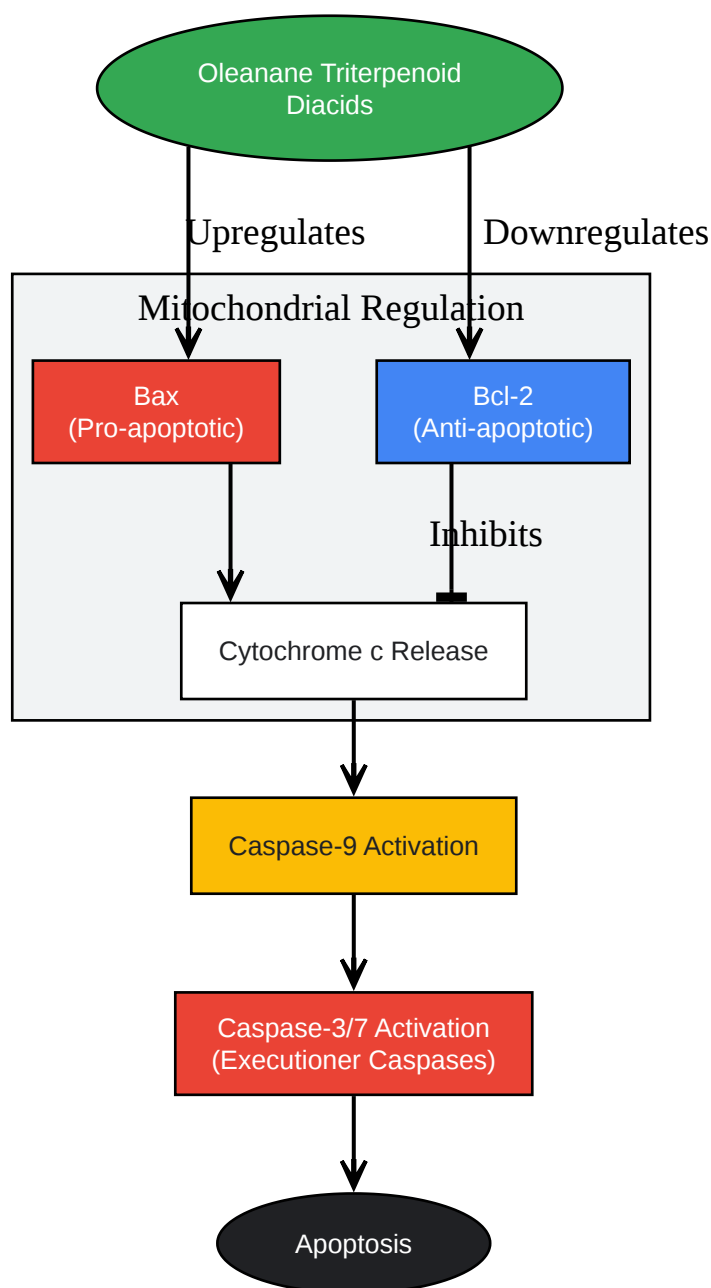 Oleanane Triterpenoid
Diacids
Upregulates
Downregulates
Mitochondrial Regulation
Bax
(Pro-apoptotic)
Bcl-2
(Anti-apoptotic)
Inhibits
Cytochrome c Release
Caspase-9 Activation
Caspase-3/7 Activation
(Executioner Caspases)
Apoptosis